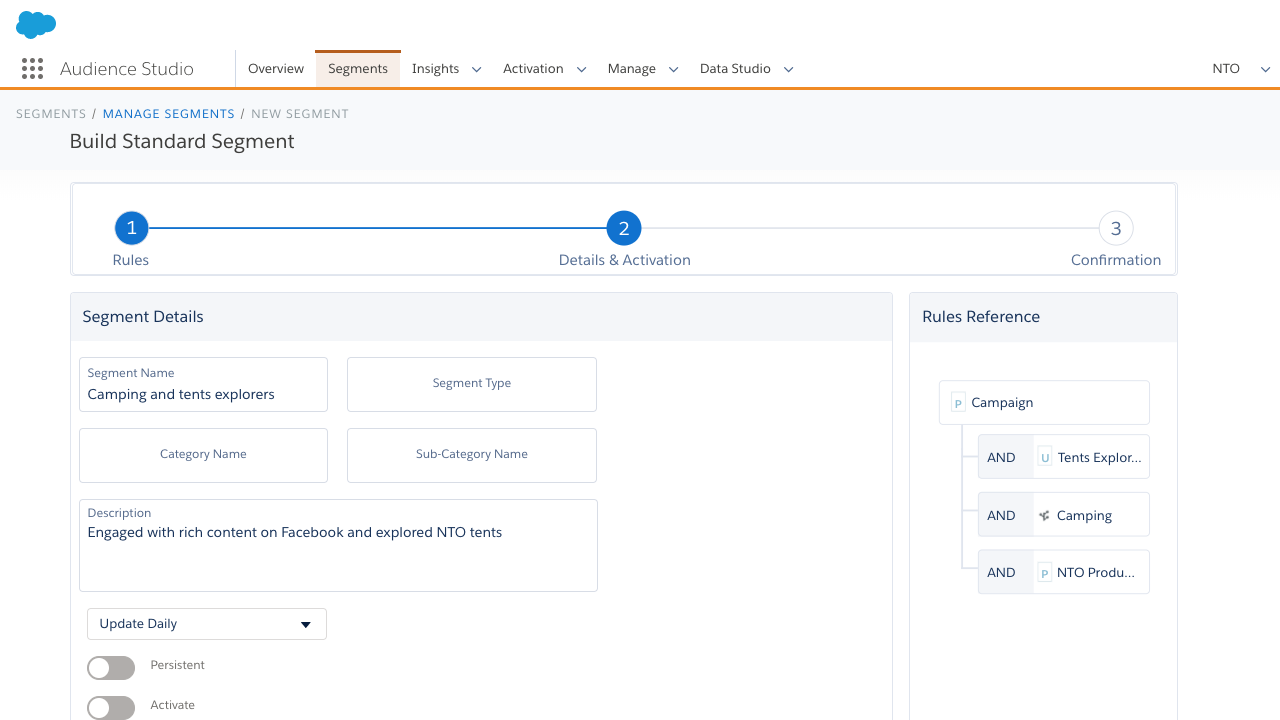 Audience Studio
Overview
Segments
Insights
Activation
Manage
Data Studio
NTO
SEGMENTS / MANAGE SEGMENTS / NEW SEGMENT
Build Standard Segment
1
2
3
Rules
Details & Activation
Confirmation
Segment Details
Segment Name
Camping and tents explorers
Segment Type
Category Name
Sub-Category Name
Description
Engaged with rich content on Facebook and explored NTO tents
Update Daily
Persistent
Activate
Rules Reference
P Campaign
AND U Tents Explor...
AND Camping
AND P NTO Produ...